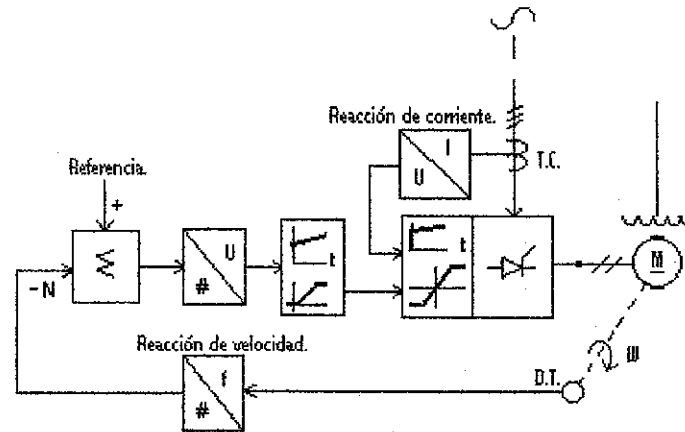 Reacción de corriente.
I
U
T.C.
Referencia.
+
U
#
t
t
M
- N
Reacción de velocidad.
f
#
D.T.
W